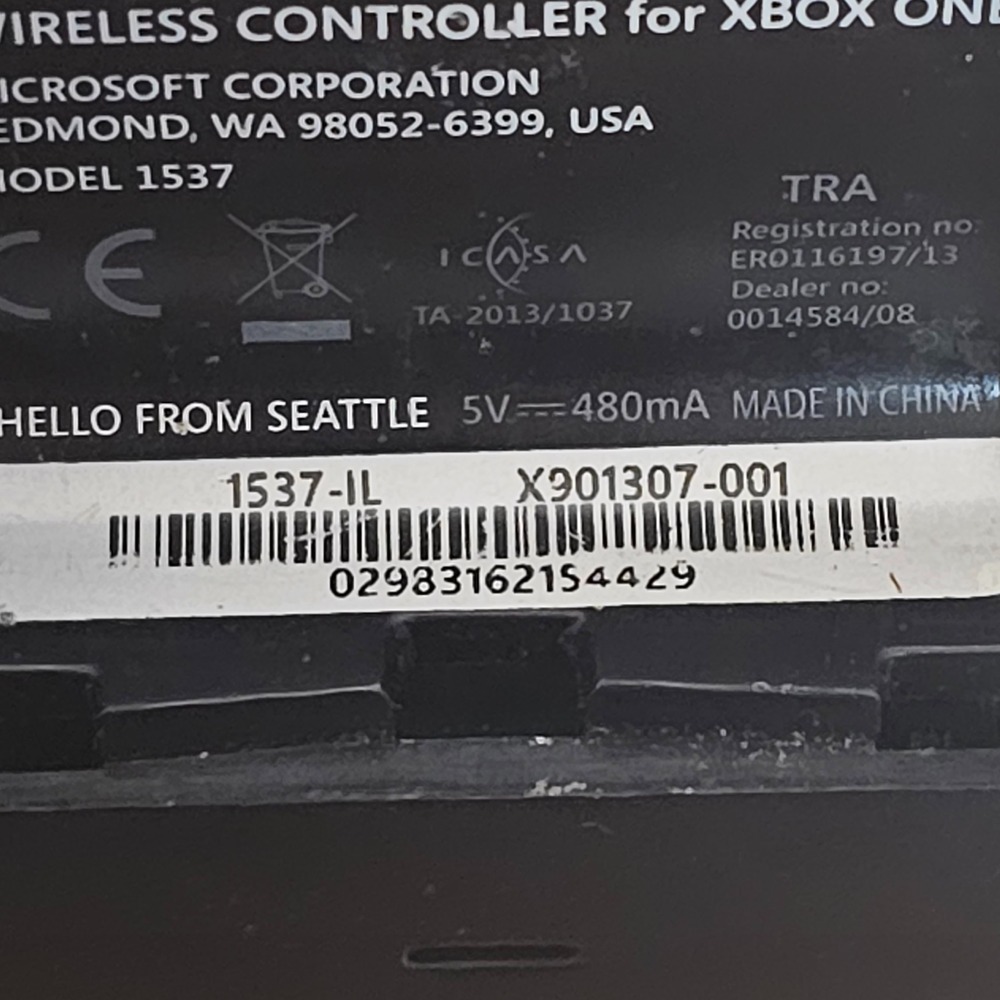 WIRELESS CONTROLLER for XBOX ONE
MICROSOFT CORPORATION
REDMOND, WA 98052-6399, USA
MODEL 1537
CE
ICASA
TA-2013/1037
TRA
Registration no:
ER0116197/13
Dealer no:
0014584/08
HELLO FROM SEATTLE 5V⎓480mA MADE IN CHINA
1537-IL X901307-001
02983162154429